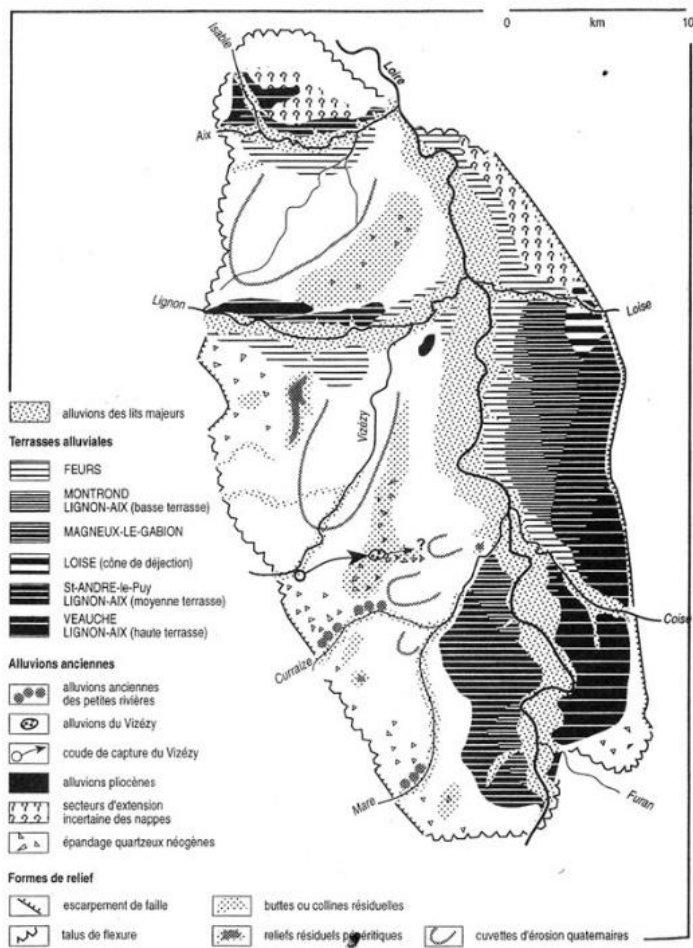 0 km 10
Isable
Loire
Aix
Lignon
Loise
Vizézy
?
Coise
Curraize
Mare
Furan
alluvions des lits majeurs
Terrasses alluviales
FEURS
MONTROND
LIGNON-AIX (basse terrasse)
MAGNEUX-LE-GABION
LOISE (cône de déjection)
St-ANDRE-le-Puy
LIGNON-AIX (moyenne terrasse)
VEAUCHE
LIGNON-AIX (haute terrasse)
Alluvions anciennes
alluvions anciennes
des petites rivières
alluvions du Vizézy
coude de capture du Vizézy
alluvions pliocènes
secteurs d'extension
incertaine des nappes
épandage quartzeux néogènes
Formes de relief
escarpement de faille
buttes ou collines résiduelles
talus de flexure
reliefs résiduels pépéritiques
cuvettes d'érosion quaternaires